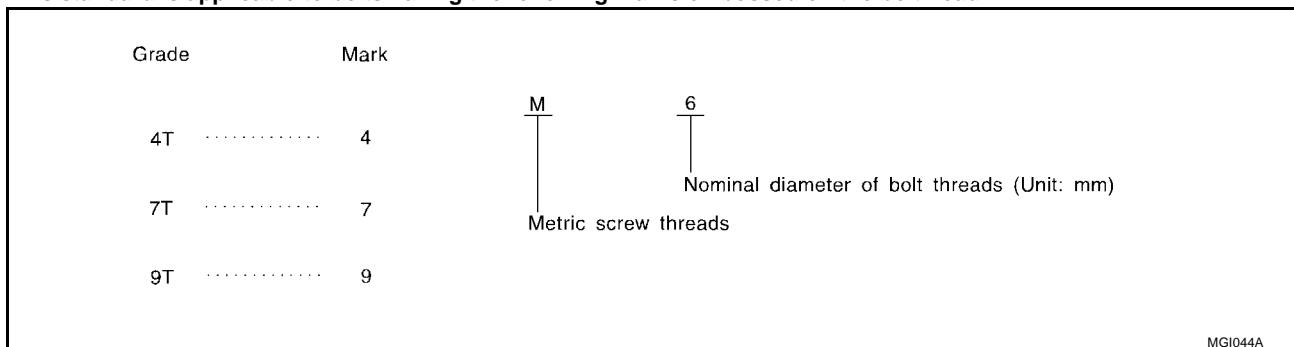 Grade Mark
M 6
4T ............. 4
Nominal diameter of bolt threads (Unit: mm)
7T ............. 7
Metric screw threads
9T ............. 9
MGI044A